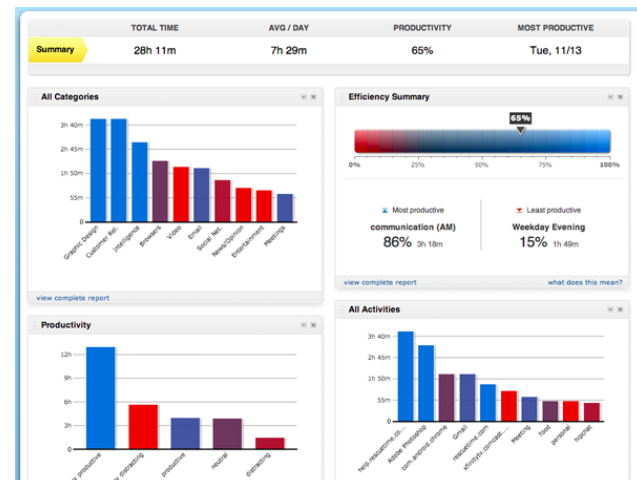 TOTAL TIME AVG / DAY PRODUCTIVITY MOST PRODUCTIVE
Summary 28h 11m 7h 29m 65% Tue, 11/13
All Categories
3h 40m
2h 45m
1h 50m
55m
0
Graphic Design Customer Rel. Intelligence Browsers Video Email Social Net. News/Opinion Entertainment Meetings
view complete report
Efficiency Summary
65%
0% 25% 50% 75% 100%
Most productive Least productive
communication (AM) Weekday Evening
86% 3h 18m 15% 1h 49m
view complete report what does this mean?
Productivity
12h
9h
6h
3h
0
productive distracting productive neutral distracting
All Activities
3h 40m
2h 45m
1h 50m
55m
0
help.rescuetime.co... Adobe Photoshop com.android.chrome Gmail rescuetime.com xfinitytv.comcast.... Meeting food personal hipchat